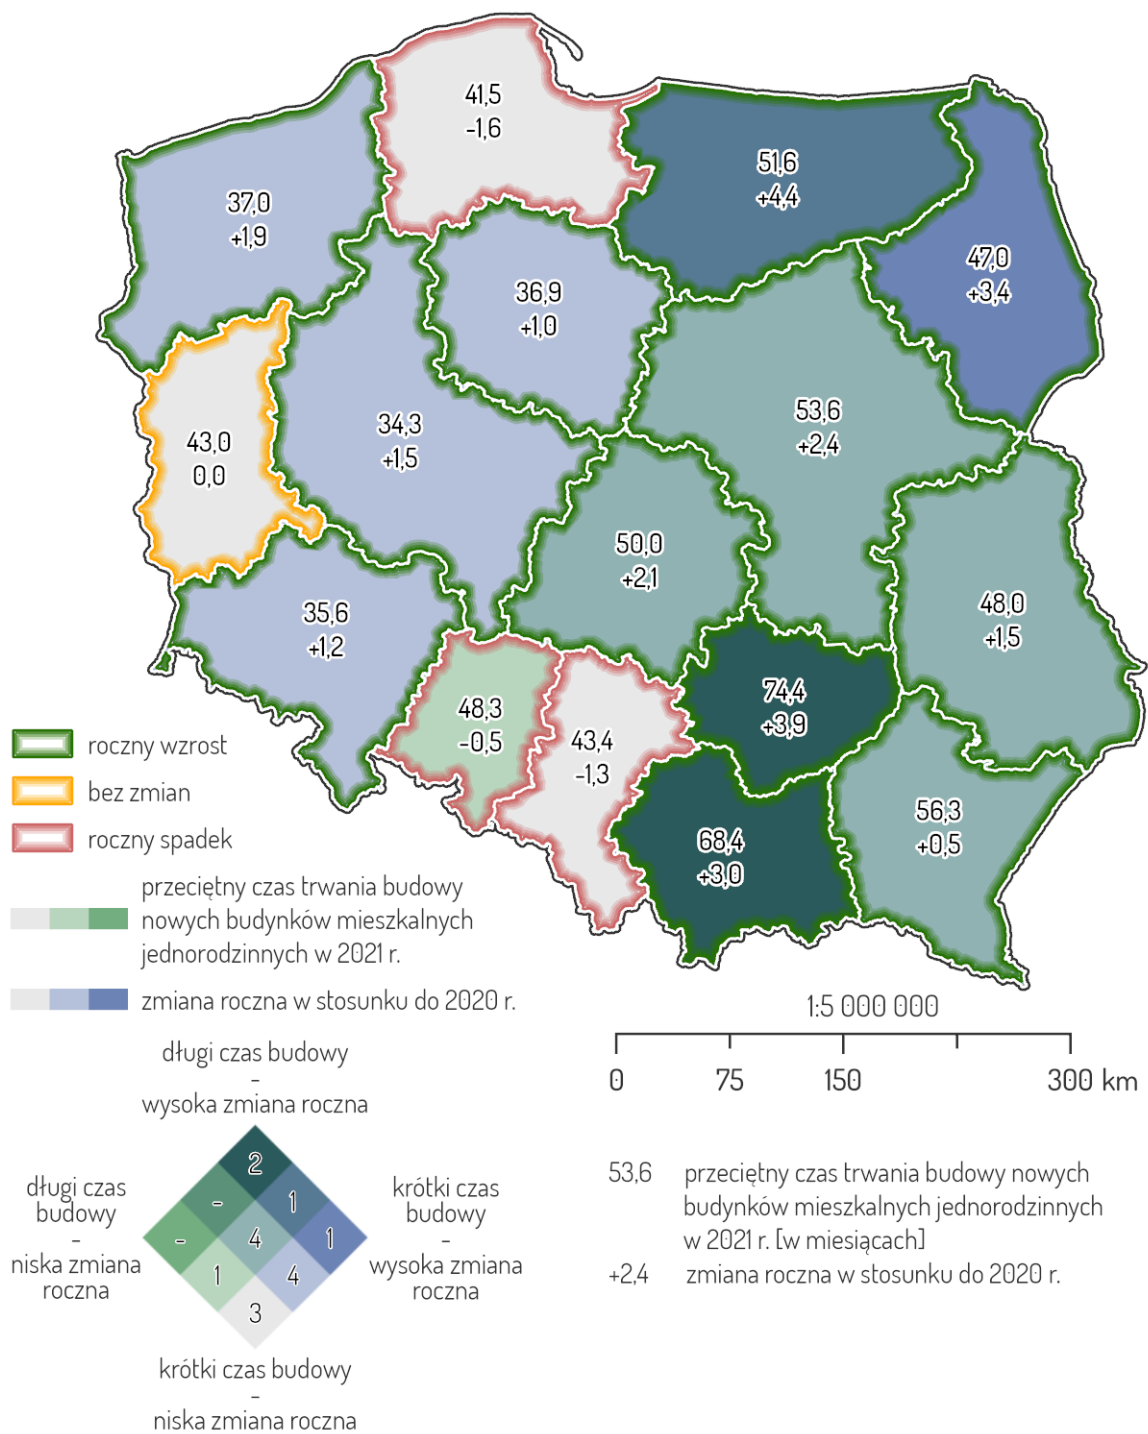 41,5
-1,6
51,6
+4,4
37,0
+1,9
47,0
+3,4
36,9
+1,0
53,6
+2,4
34,3
+1,5
43,0
0,0
50,0
+2,1
48,0
+1,5
35,6
+1,2
74,4
+3,9
48,3
-0,5
43,4
-1,3
56,3
+0,5
68,4
+3,0
roczny wzrost
bez zmian
roczny spadek
przeciętny czas trwania budowy
nowych budynków mieszkalnych
jednorodzinnych w 2021 r.
zmiana roczna w stosunku do 2020 r.
1:5 000 000
0 75 150 300 km
długi czas budowy
-
wysoka zmiana roczna
długi czas
budowy
-
niska zmiana
roczna
2
- 1
- 4 1
1 4
3
krótki czas
budowy
-
wysoka zmiana
roczna
krótki czas budowy
-
niska zmiana roczna
53,6 przeciętny czas trwania budowy nowych
budynków mieszkalnych jednorodzinnych
w 2021 r. [w miesiącach]
+2,4 zmiana roczna w stosunku do 2020 r.